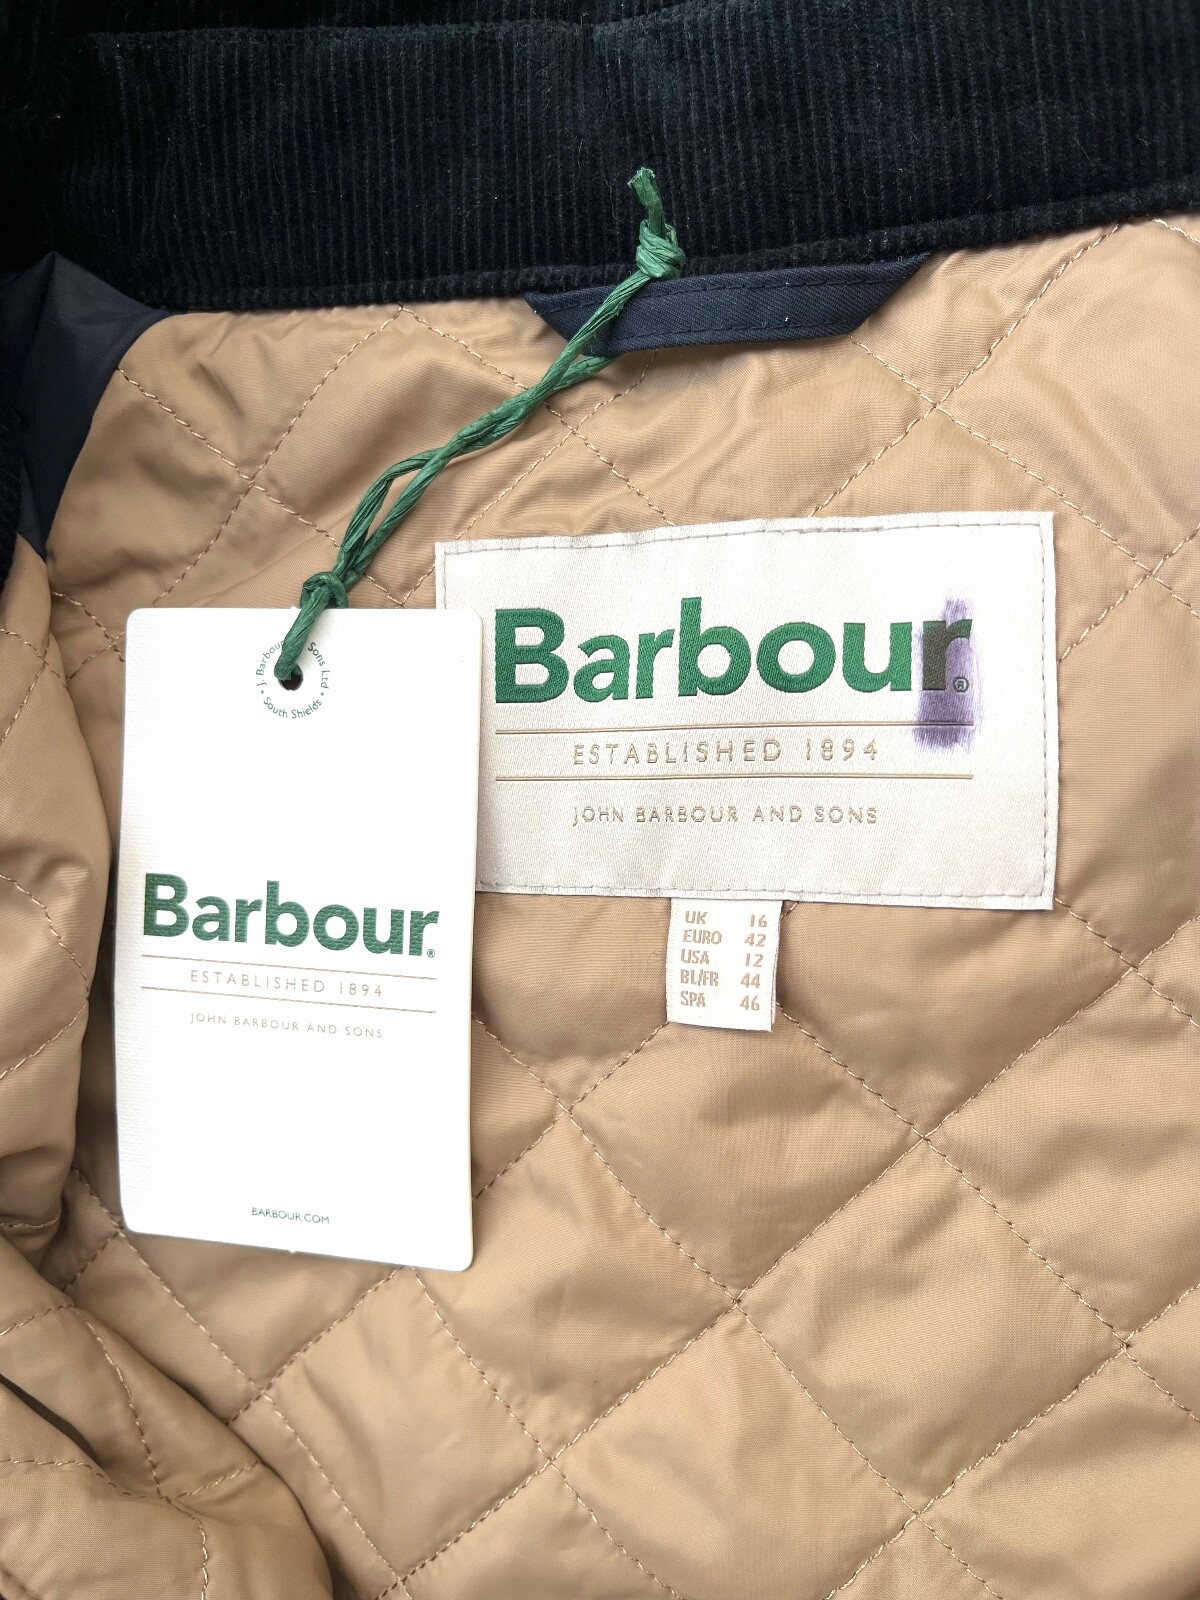 J. Barbour
Sons Ltd
South Shields
Barbour®
ESTABLISHED 1894
JOHN BARBOUR AND SONS
BARBOUR.COM
Barbour®
ESTABLISHED 1894
JOHN BARBOUR AND SONS
UK 16
EURO 42
USA 12
BL/FR 44
SPA 46